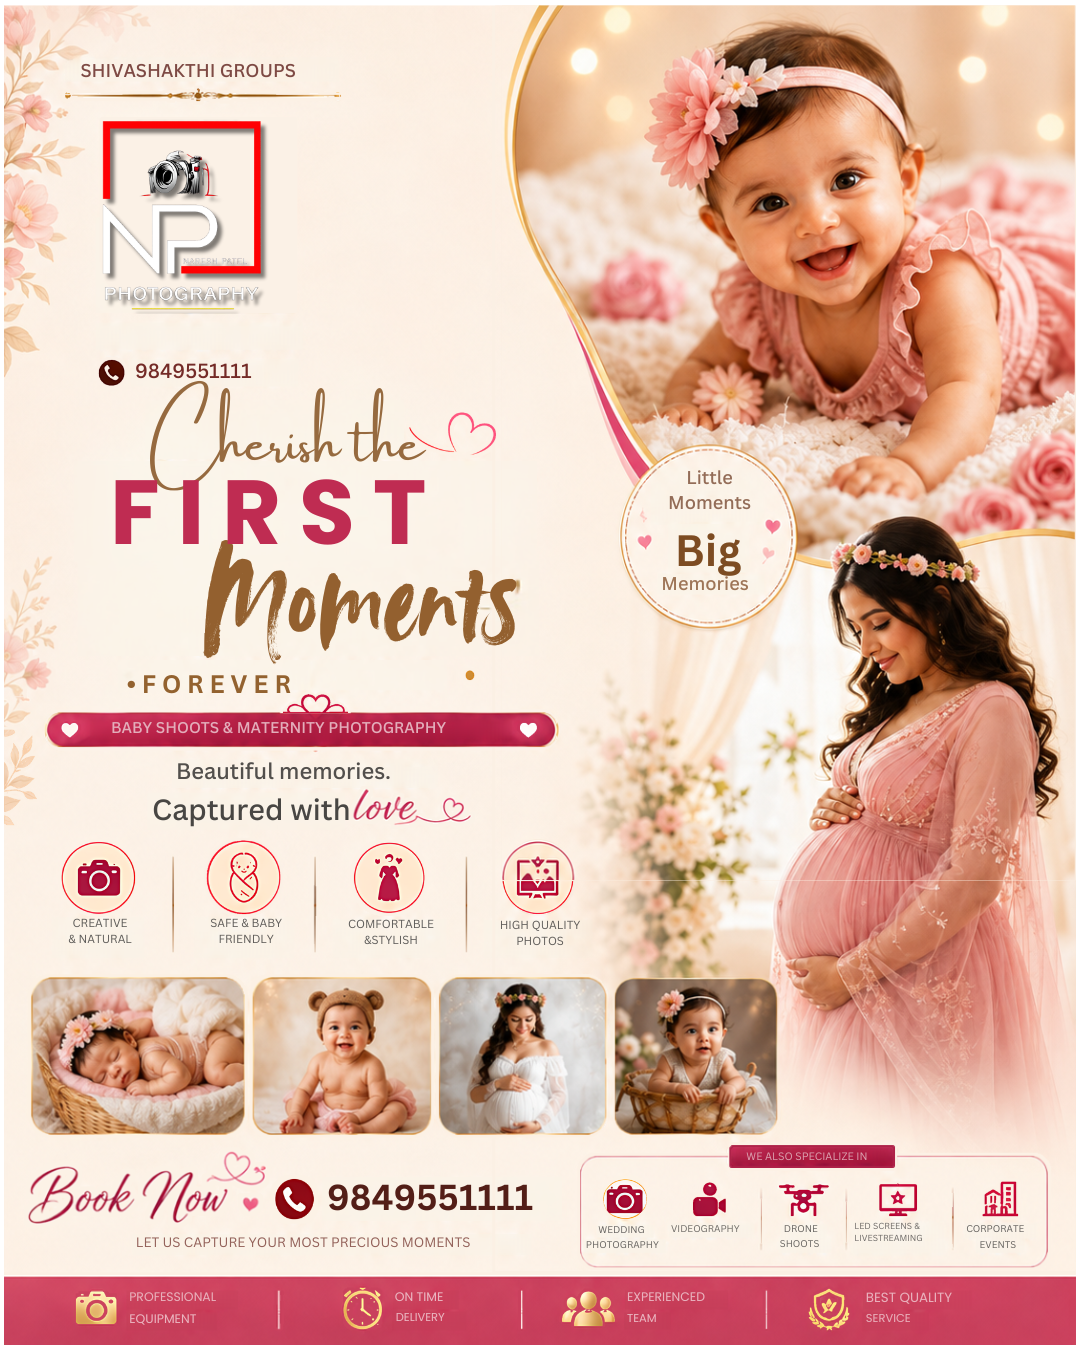 SHIVASHAKTHI GROUPS
NP
NARESH PATEL
PHOTOGRAPHY
9849551111
Cherish the
FIRST
Moments
•FOREVER
BABY SHOOTS & MATERNITY PHOTOGRAPHY
Beautiful memories.
Captured with love
Little
Moments
Big
Memories
CREATIVE
& NATURAL
SAFE & BABY
FRIENDLY
COMFORTABLE
&STYLISH
HIGH QUALITY
PHOTOS
Book Now
9849551111
LET US CAPTURE YOUR MOST PRECIOUS MOMENTS
WE ALSO SPECIALIZE IN
WEDDING
PHOTOGRAPHY
VIDEOGRAPHY
DRONE
SHOOTS
LED SCREENS &
LIVESTREAMING
CORPORATE
EVENTS
PROFESSIONAL
EQUIPMENT
ON TIME
DELIVERY
EXPERIENCED
TEAM
BEST QUALITY
SERVICE